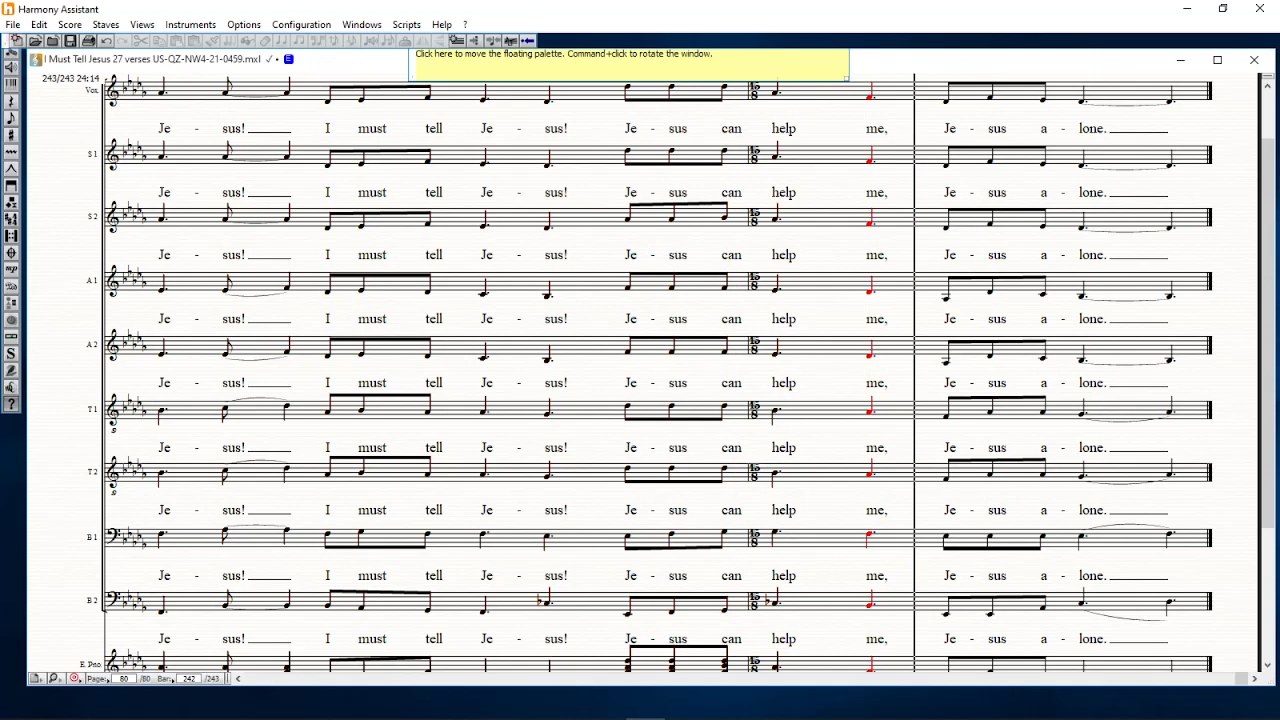 Harmony Assistant
File Edit Score Staves Views Instruments Options Configuration Windows Scripts Help ?
Click here to move the floating palette. Command+click to rotate the window.
I Must Tell Jesus 27 verses US-QZ-NW4-21-0459.mxl ✓ • E
243/243 24:14
Vox.
Je - sus! I must tell Je - sus! Je - sus can help me, Je - sus a - lone.
S 1
Je - sus! I must tell Je - sus! Je - sus can help me, Je - sus a - lone.
S 2
Je - sus! I must tell Je - sus! Je - sus can help me, Je - sus a - lone.
A 1
Je - sus! I must tell Je - sus! Je - sus can help me, Je - sus a - lone.
A 2
Je - sus! I must tell Je - sus! Je - sus can help me, Je - sus a - lone.
T 1
Je - sus! I must tell Je - sus! Je - sus can help me, Je - sus a - lone.
T 2
Je - sus! I must tell Je - sus! Je - sus can help me, Je - sus a - lone.
B 1
Je - sus! I must tell Je - sus! Je - sus can help me, Je - sus a - lone.
B 2
Je - sus! I must tell Je - sus! Je - sus can help me, Je - sus a - lone.
E. Pno.
Page: 80 /80 Bar: 242 /243